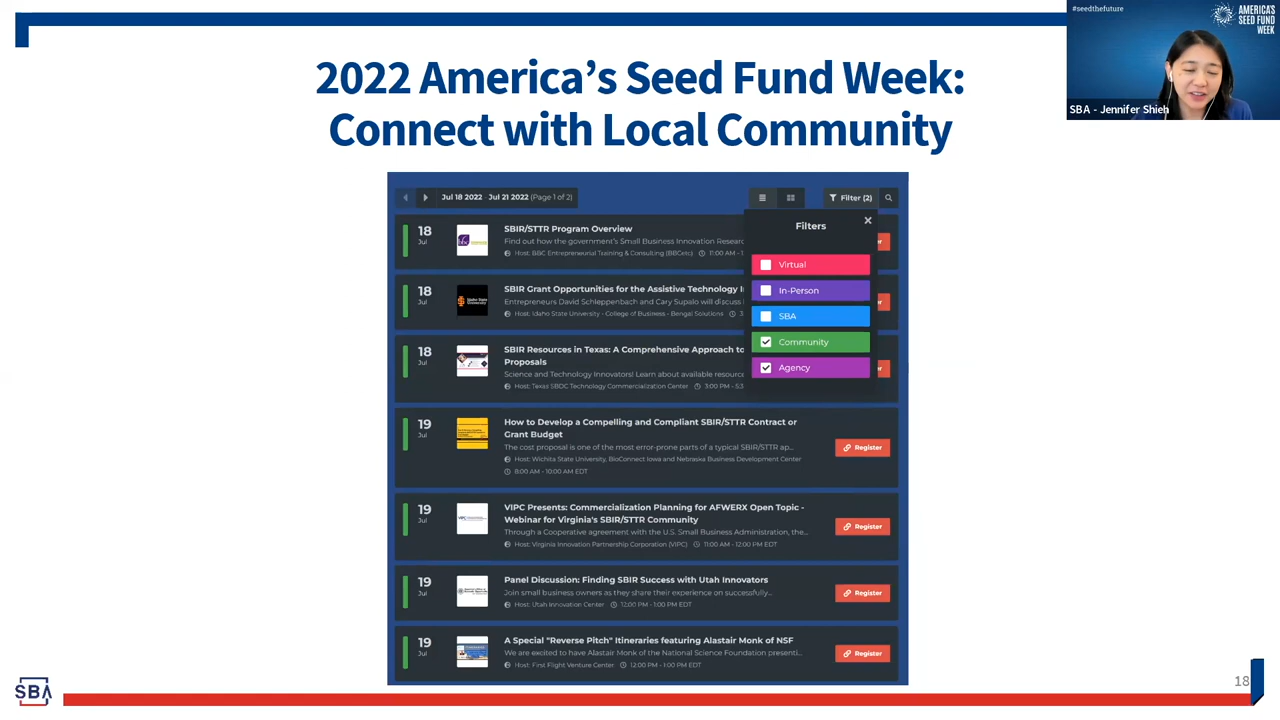 #seedthefuture
AMERICA'S
SEED FUND
WEEK
SBA - Jennifer Shieh
2022 America's Seed Fund Week:
Connect with Local Community
Jul 18 2022 - Jul 21 2022 (Page 1 of 2)
Filter (2)
Filters
Virtual
In-Person
SBA
Community
Agency
18
Jul
SBIR/STTR Program Overview
Find out how the government's Small Business Innovation Researc
Host: BBC Entrepreneurial Training & Consulting (BBCetc)
11:00 AM - 1
18
Jul
SBIR Grant Opportunities for the Assistive Technology I
Entrepreneurs David Schleppenbach and Cary Supalo will discuss
Host: Idaho State University - College of Business - Bengal Solutions
3:
18
Jul
SBIR Resources in Texas: A Comprehensive Approach to
Proposals
Science and Technology Innovators! Learn about available resource
Host: Texas SBDC Technology Commercialization Center
3:00 PM - 5:3
19
Jul
How to Develop a Compelling and Compliant SBIR/STTR Contract or
Grant Budget
The cost proposal is one of the most error-prone parts of a typical SBIR/STTR ap...
Host: Wichita State University, BioConnect Iowa and Nebraska Business Development Center
8:00 AM - 10:00 AM EDT
Register
19
Jul
VIPC Presents: Commercialization Planning for AFWERX Open Topic -
Webinar for Virginia's SBIR/STTR Community
Through a Cooperative agreement with the U.S. Small Business Administration, the...
Host: Virginia Innovation Partnership Corporation (VIPC)
11:00 AM - 12:00 PM EDT
Register
19
Jul
Panel Discussion: Finding SBIR Success with Utah Innovators
Join small business owners as they share their experience on successfully...
Host: Utah Innovation Center
12:00 PM - 1:00 PM EDT
Register
19
Jul
A Special "Reverse Pitch" Itineraries featuring Alastair Monk of NSF
We are excited to have Alastair Monk of the National Science Foundation presenti...
Host: First Flight Venture Center
12:00 PM - 1:00 PM EDT
Register
SBA
18